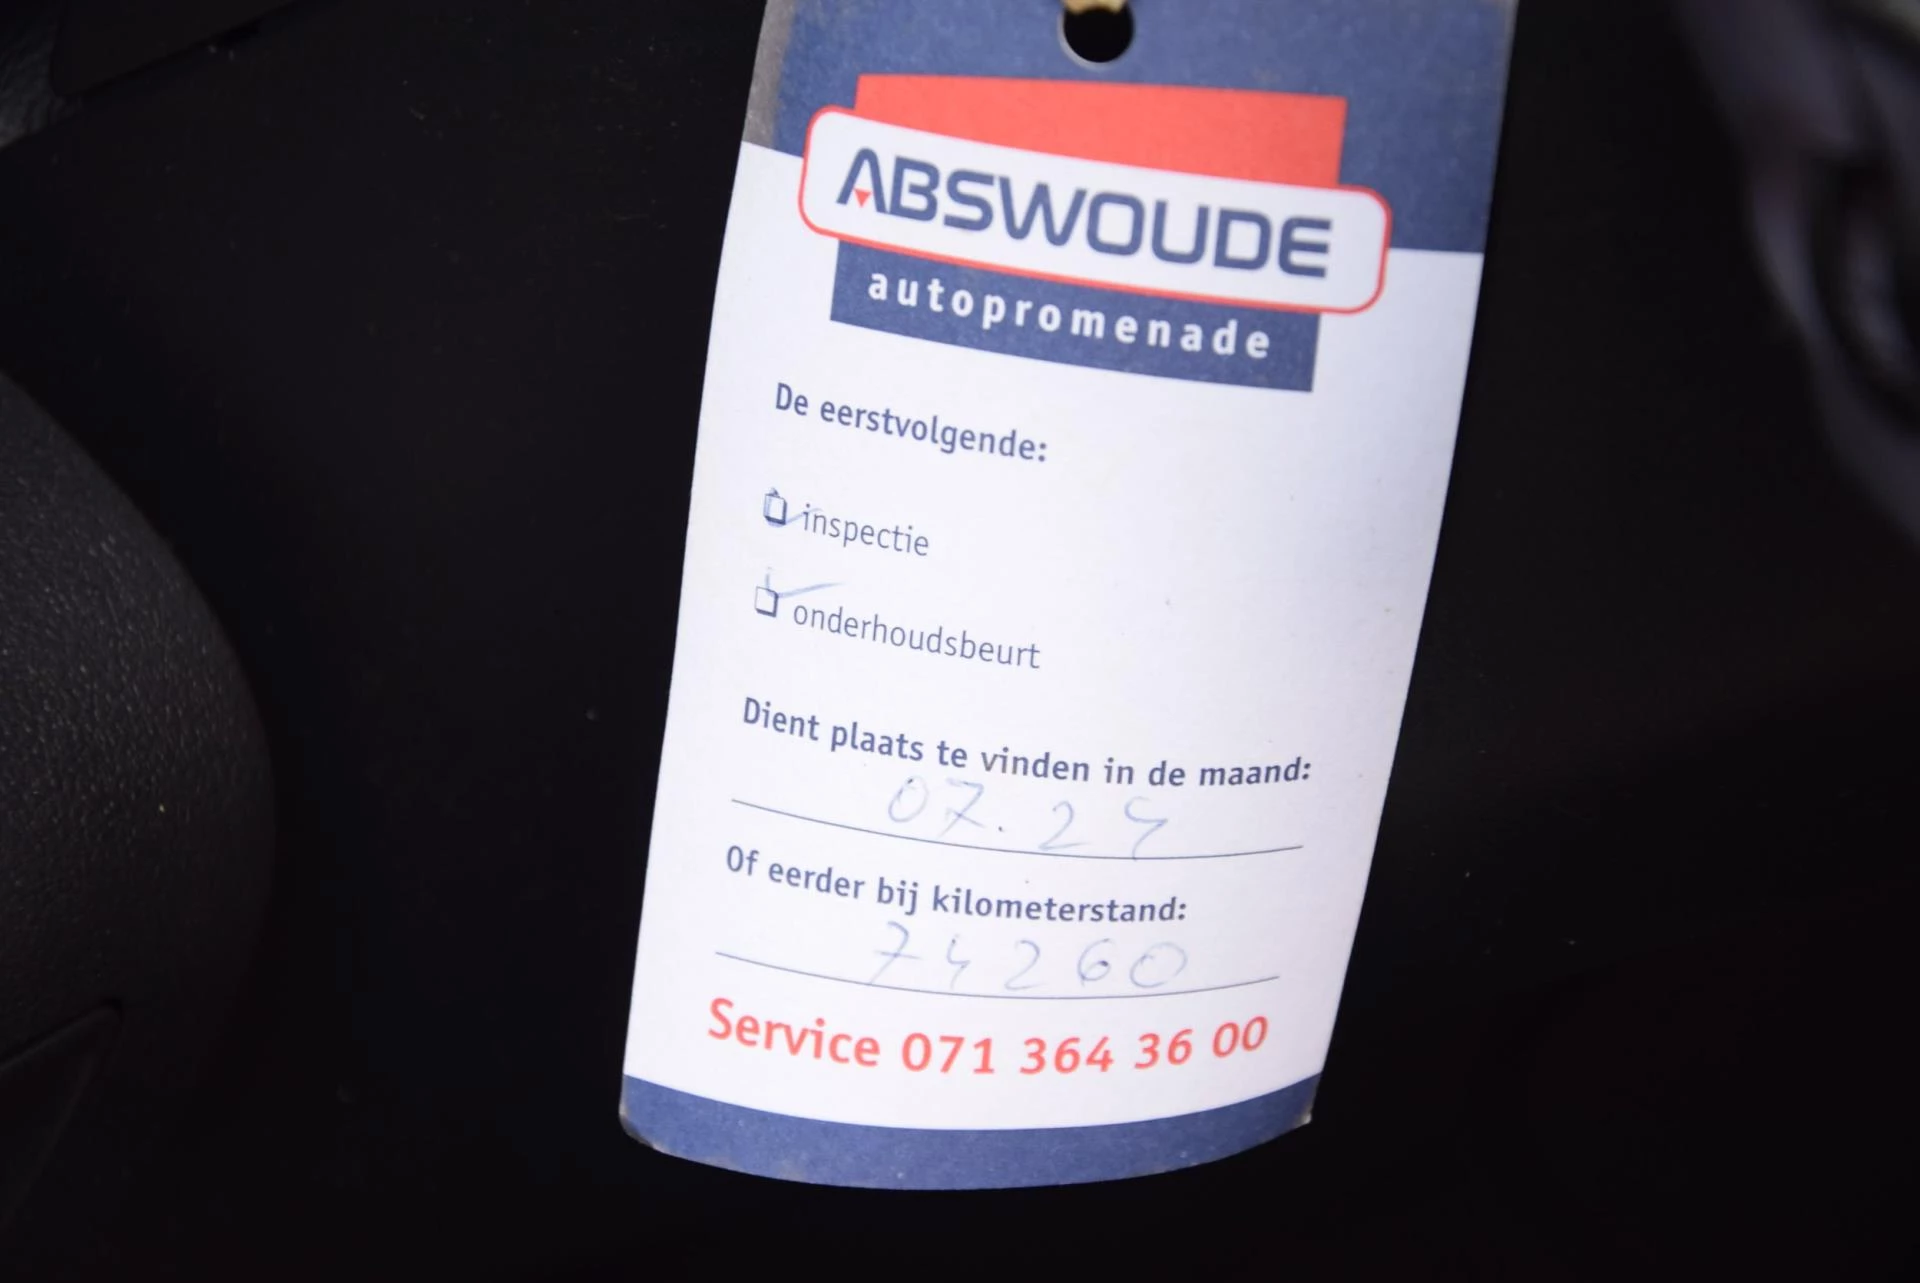 ABSWOUDE
autopromenade
De eerstvolgende:
inspectie
onderhoudsbeurt
Dient plaats te vinden in de maand:
07.24
Of eerder bij kilometerstand:
74260
Service 071 364 36 00